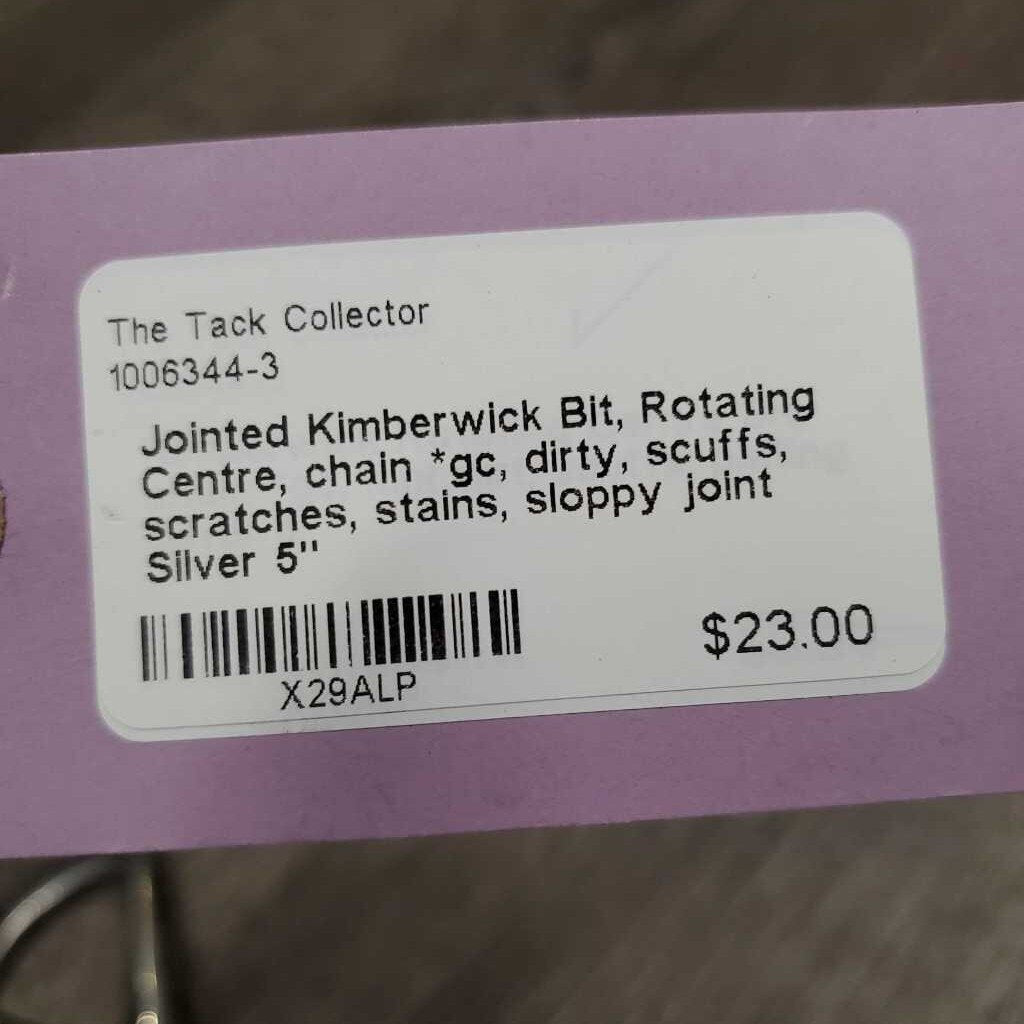 The Tack Collector
1006344-3
Jointed Kimberwick Bit, Rotating
Centre, chain *gc, dirty, scuffs,
scratches, stains, sloppy joint
Silver 5"
X29ALP
$23.00